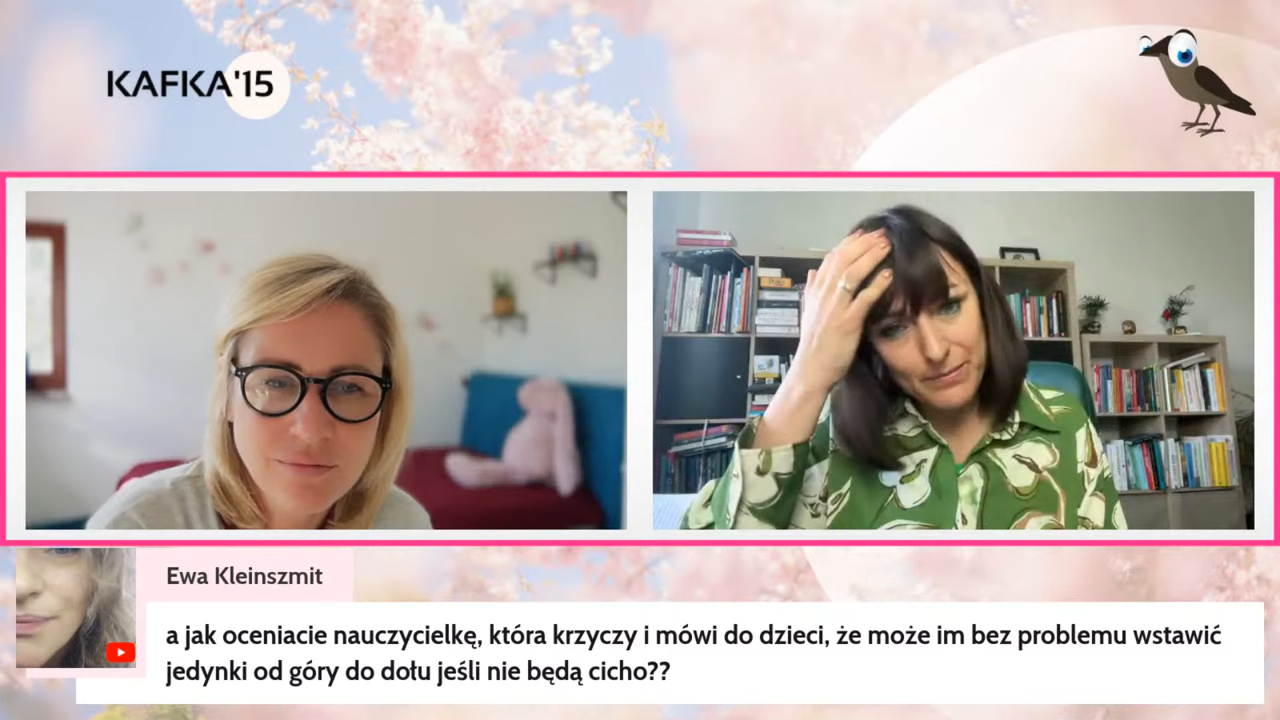 KAFKA'15
Ewa Kleinszmit
a jak oceniacie nauczycielkę, która krzyczy i mówi do dzieci, że może im bez problemu wstawić
jedynki od góry do dołu jeśli nie będą cicho??